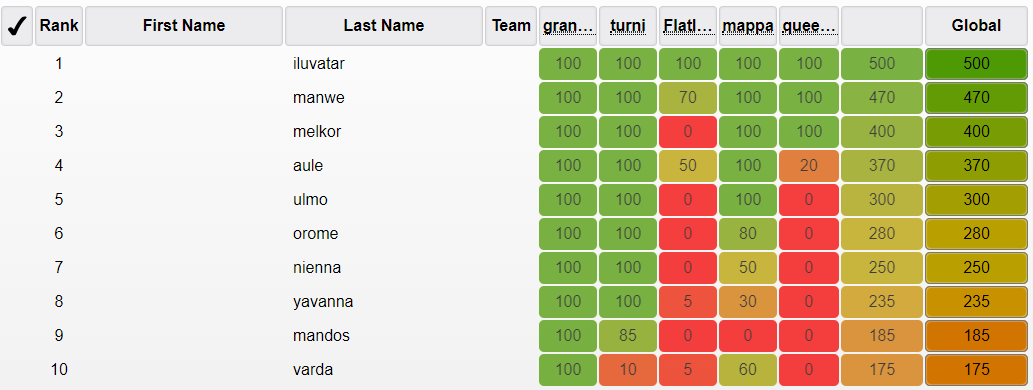 ✔ Rank First Name Last Name Team gran… turni Flatl… mappa quee… Global
1 iluvatar 100 100 100 100 100 500 500
2 manwe 100 100 70 100 100 470 470
3 melkor 100 100 0 100 100 400 400
4 aule 100 100 50 100 20 370 370
5 ulmo 100 100 0 100 0 300 300
6 orome 100 100 0 80 0 280 280
7 nienna 100 100 0 50 0 250 250
8 yavanna 100 100 5 30 0 235 235
9 mandos 100 85 0 0 0 185 185
10 varda 100 10 5 60 0 175 175